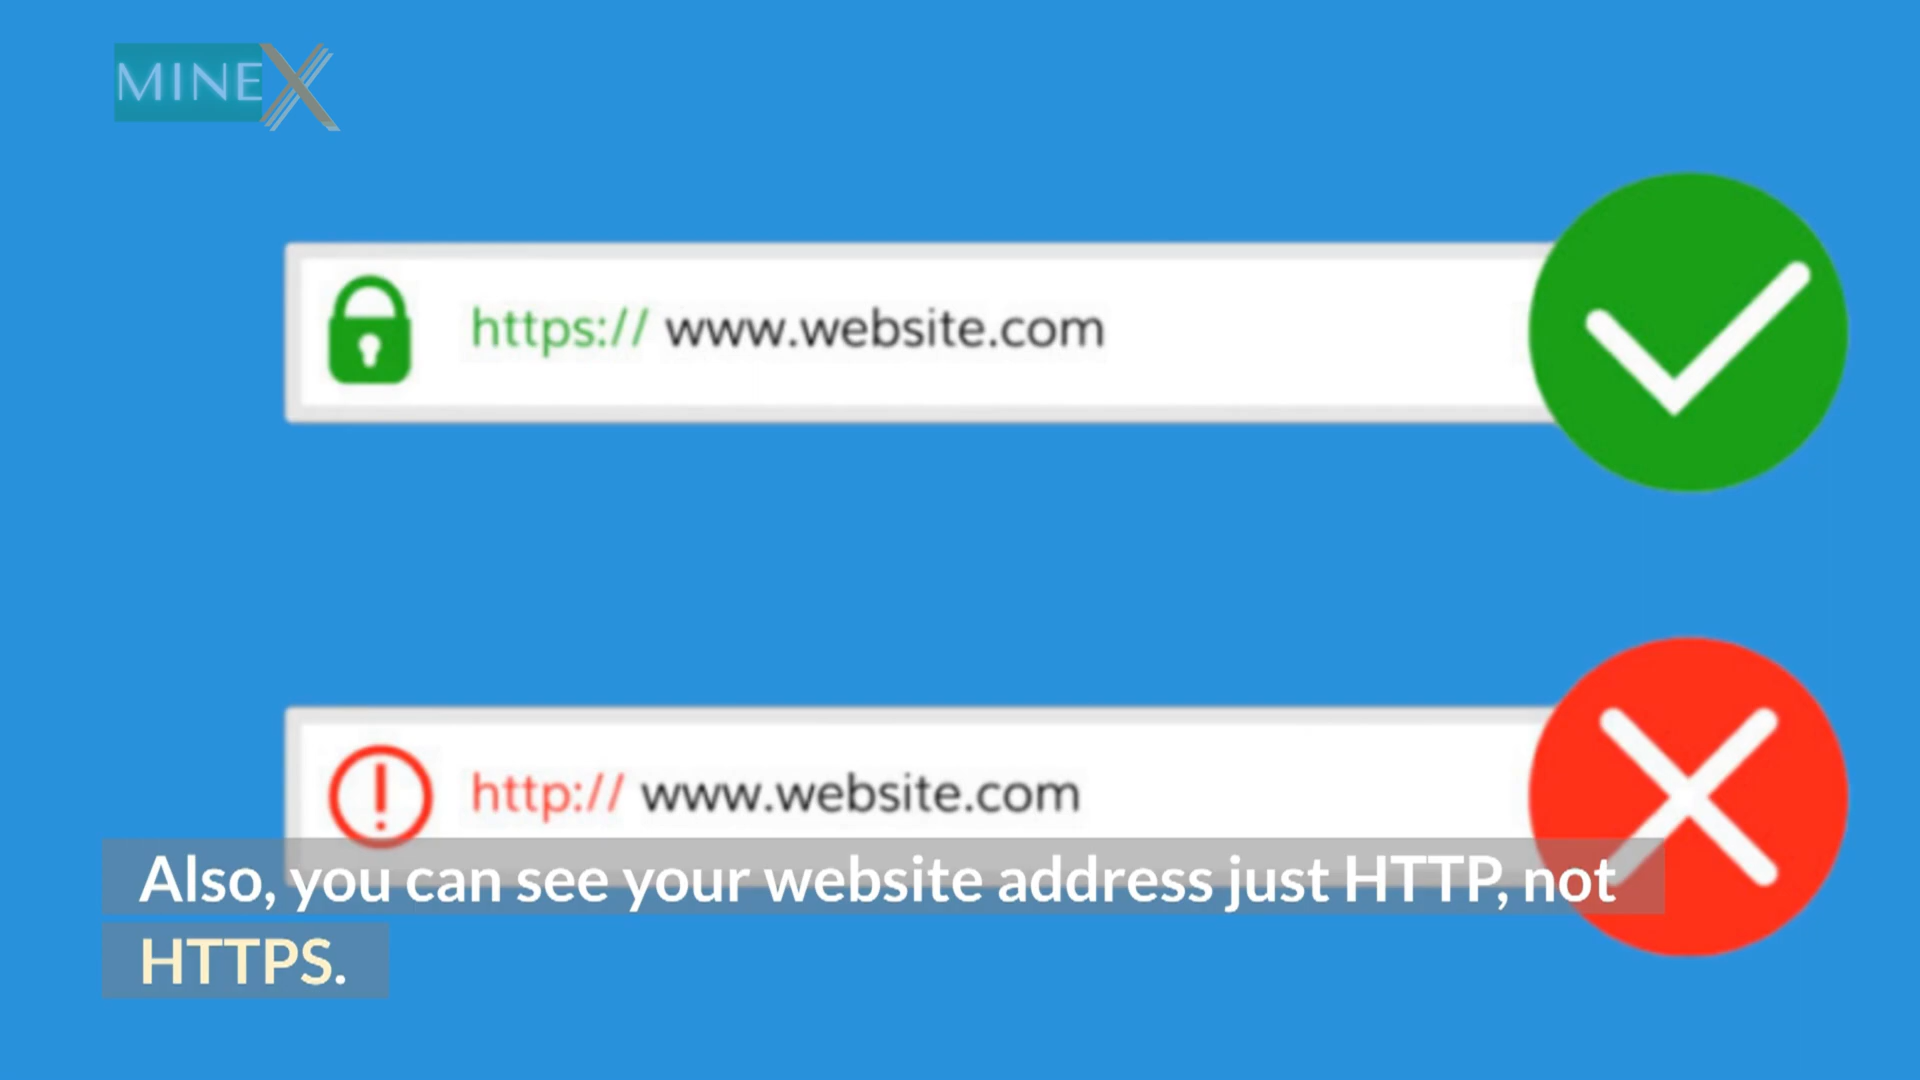 MINEX
https:// www.website.com
http:// www.website.com
Also, you can see your website address just HTTP, not
HTTPS.